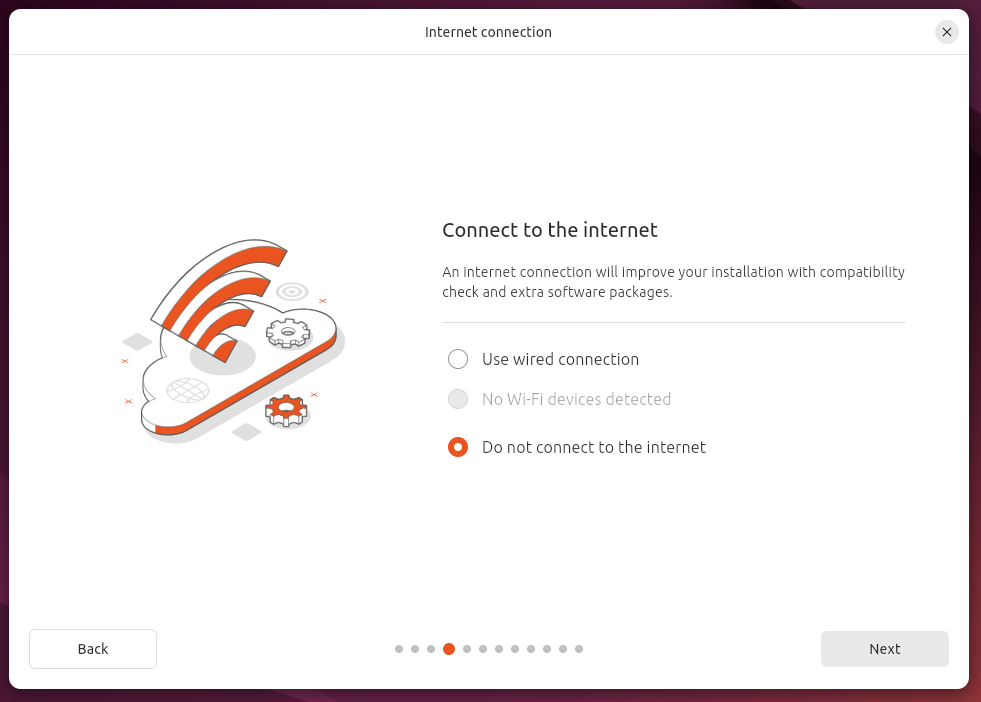 Internet connection
Connect to the internet
An internet connection will improve your installation with compatibility
check and extra software packages.
Use wired connection
No Wi-Fi devices detected
Do not connect to the internet
Back
Next